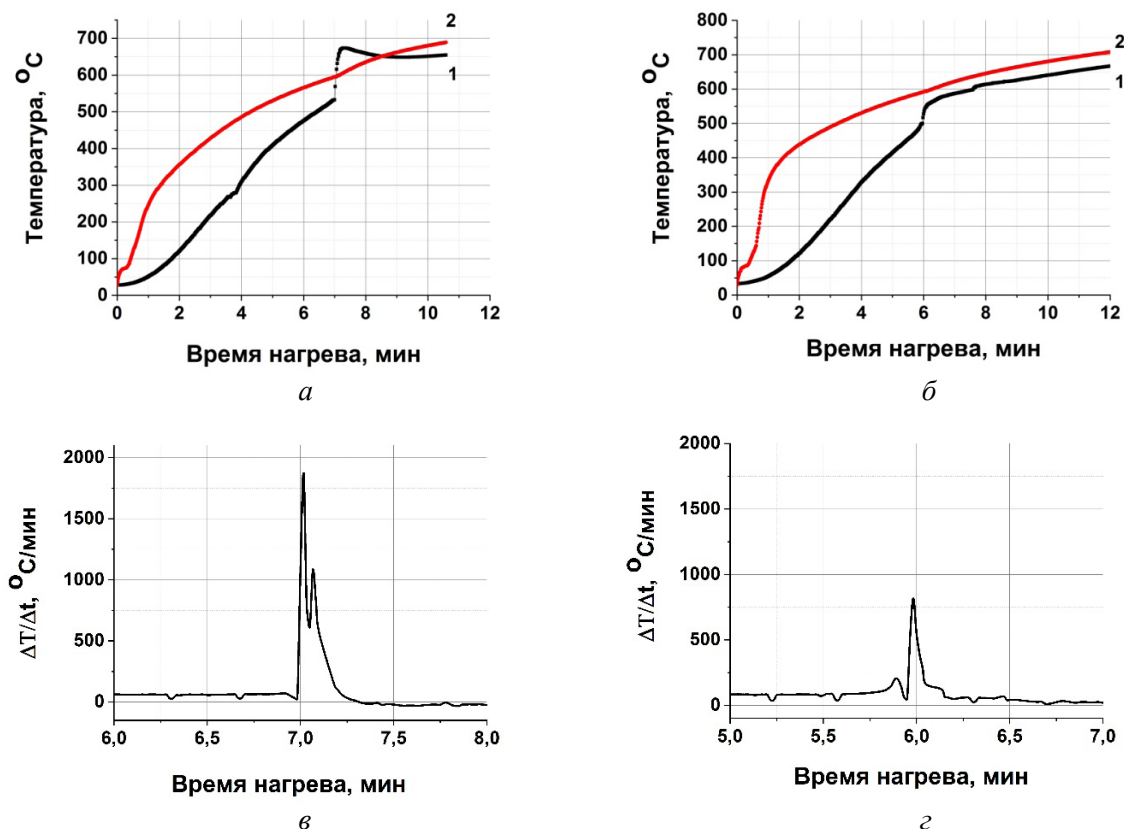 700
600
500
400
300
200
100
0
Температура, °C
2
1
0 2 4 6 8 10 12
Время нагрева, мин
а
800
700
600
500
400
300
200
100
0
Температура, °C
2
1
0 2 4 6 8 10 12
Время нагрева, мин
б
2000
1500
1000
500
0
ΔT/Δt, °C/мин
6,0 6,5 7,0 7,5 8,0
Время нагрева, мин
в
2000
1500
1000
500
0
ΔT/Δt, °C/мин
5,0 5,5 6,0 6,5 7,0
Время нагрева, мин
г